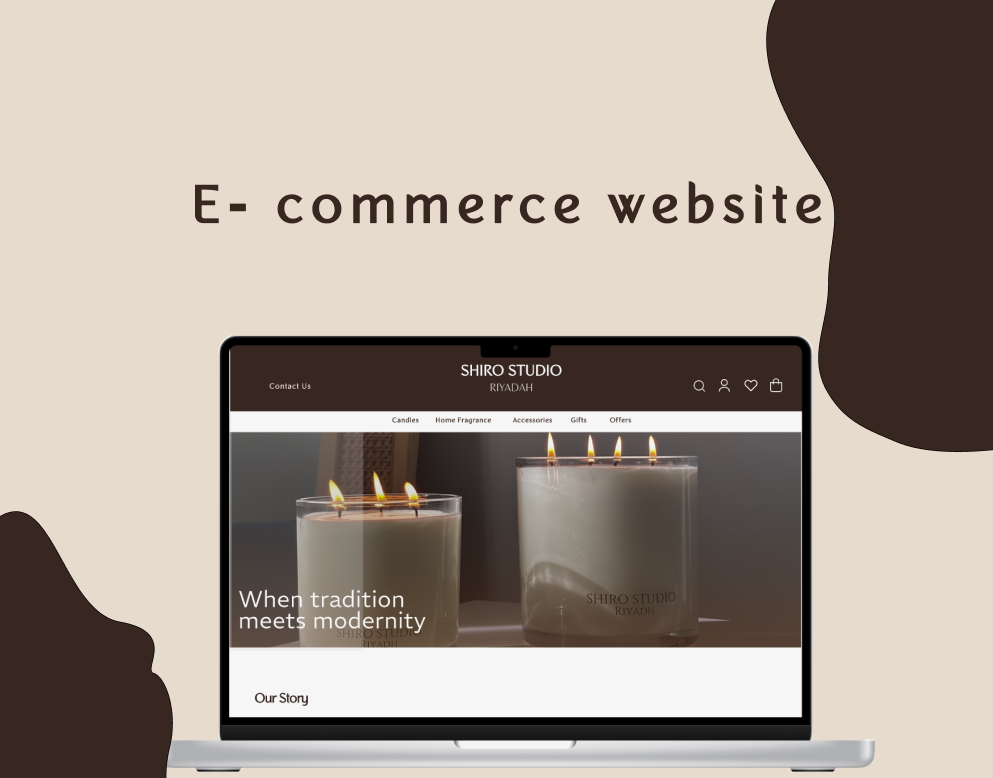 E- commerce website
SHIRO STUDIO
RIYADAH
Contact Us
Candles Home Fragrance Accessories Gifts Offers
SHIRO STUDIO
RIYADH
When tradition
meets modernity
SHIRO STUDIO
RIYADH
Our Story